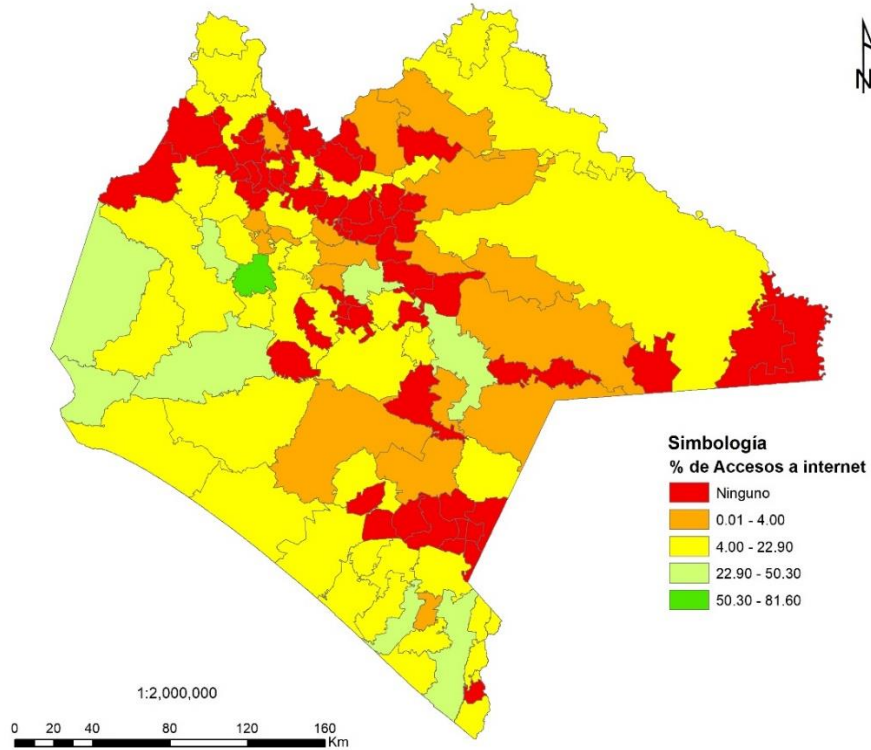 N
Simbología
% de Accesos a internet
Ninguno
0.01 - 4.00
4.00 - 22.90
22.90 - 50.30
50.30 - 81.60
1:2,000,000
0 20 40 80 120 160
Km